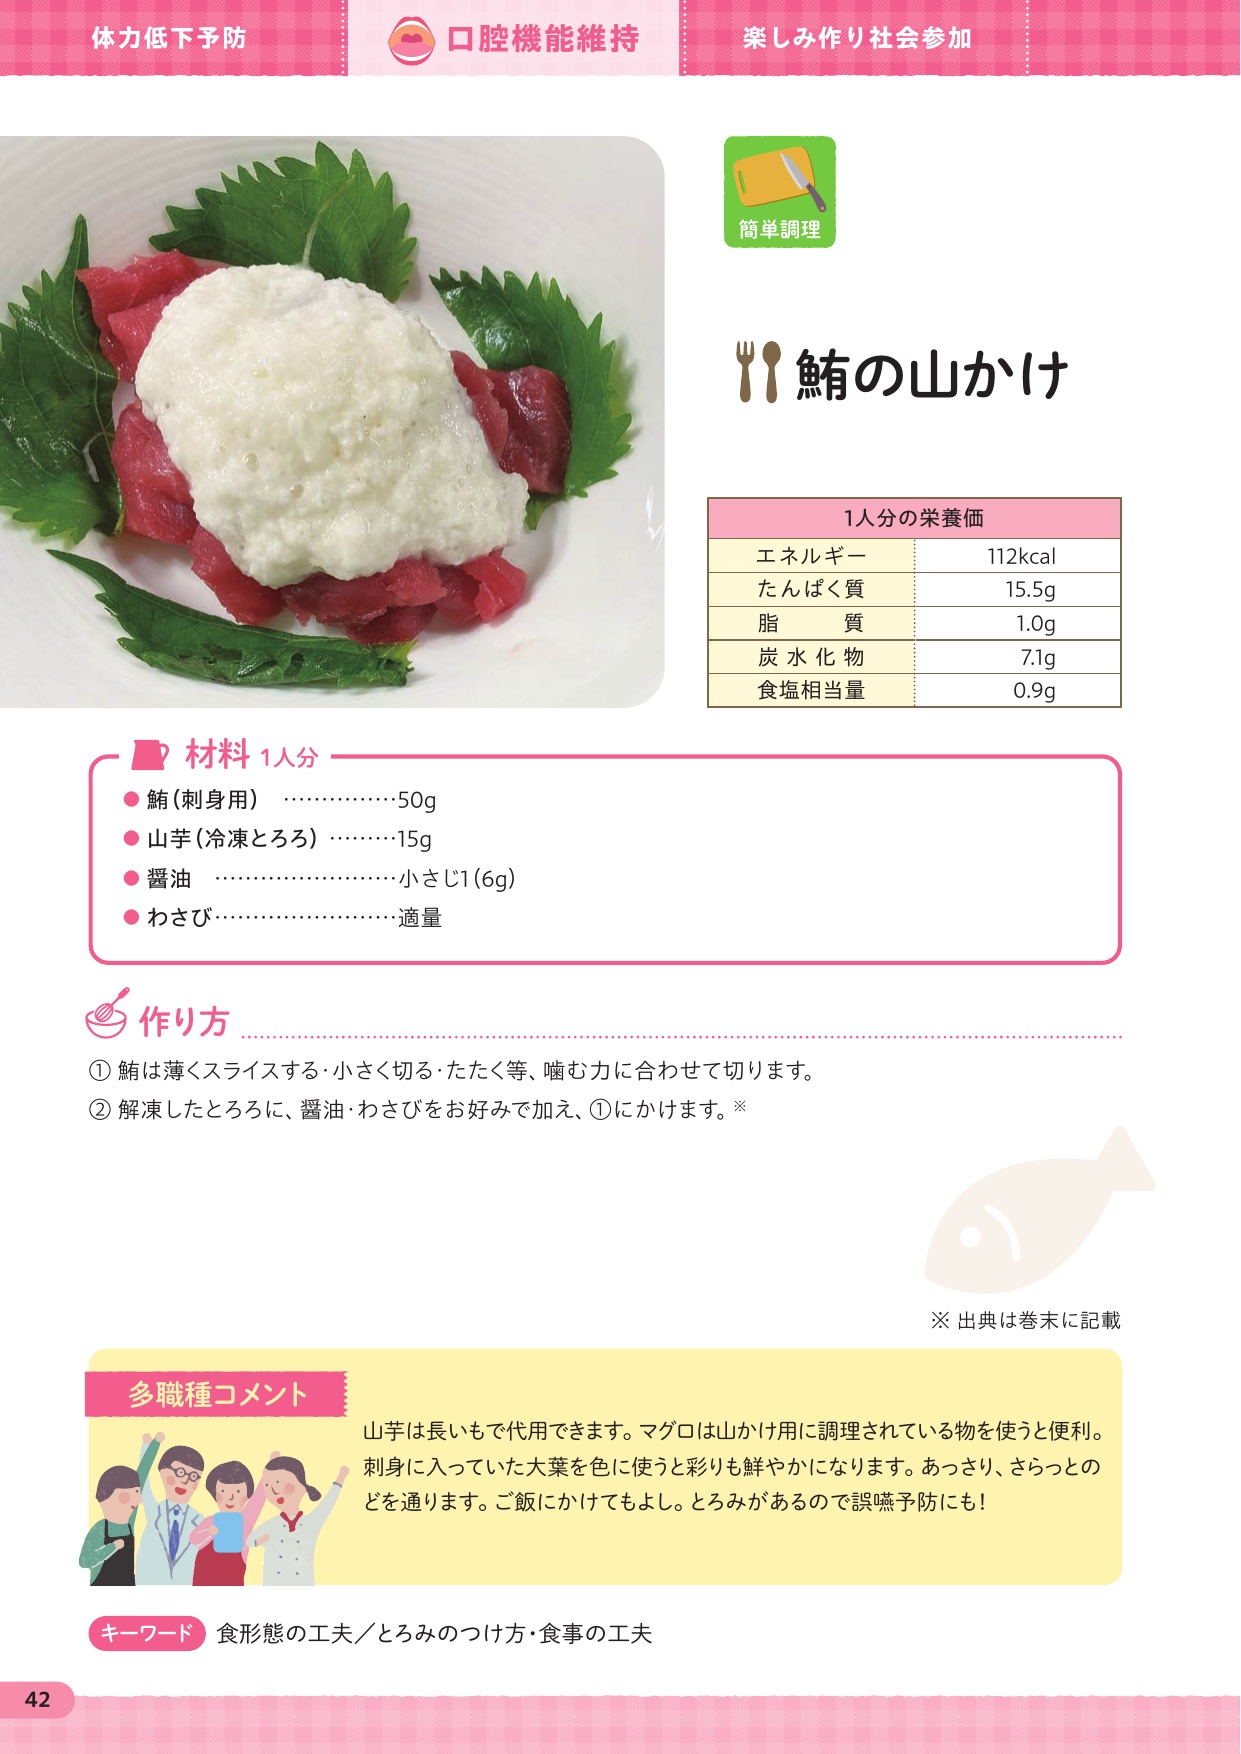 体力低下予防
口腔機能維持
楽しみ作り社会参加
簡単調理
鮪の山かけ
1人分の栄養価
エネルギー 112kcal
たんぱく質 15.5g
脂　　質 1.0g
炭水化物 7.1g
食塩相当量 0.9g
材料 1人分
● 鮪(刺身用) ……………50g
● 山芋(冷凍とろろ) ………15g
● 醤油 ……………………小さじ1(6g)
● わさび……………………適量
作り方
① 鮪は薄くスライスする・小さく切る・たたく等、噛む力に合わせて切ります。
② 解凍したとろろに、醤油・わさびをお好みで加え、①にかけます。※
※ 出典は巻末に記載
多職種コメント
山芋は長いもで代用できます。マグロは山かけ用に調理されている物を使うと便利。
刺身に入っていた大葉を色に使うと彩りも鮮やかになります。あっさり、さらっとの
どを通ります。ご飯にかけてもよし。とろみがあるので誤嚥予防にも!
キーワード 食形態の工夫／とろみのつけ方・食事の工夫
42